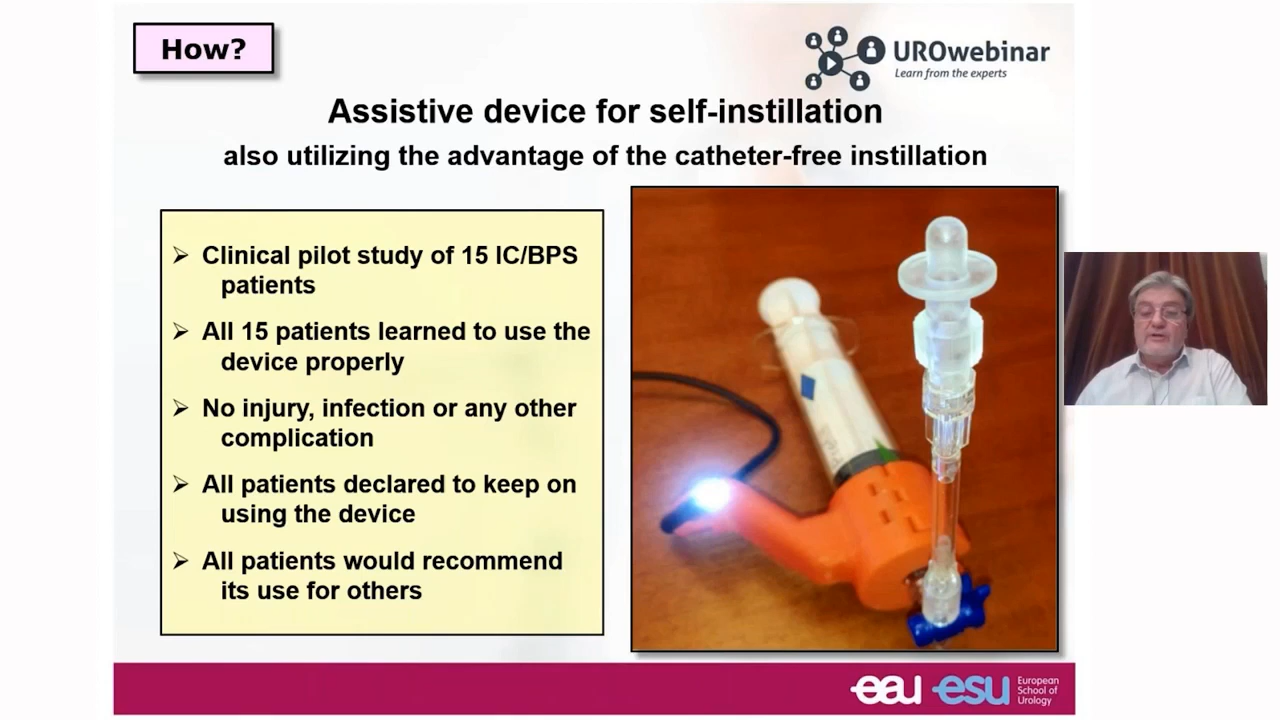 How?
UROwebinar
Learn from the experts
Assistive device for self-instillation
also utilizing the advantage of the catheter-free instillation
➢ Clinical pilot study of 15 IC/BPS
patients
➢ All 15 patients learned to use the
device properly
➢ No injury, infection or any other
complication
➢ All patients declared to keep on
using the device
➢ All patients would recommend
its use for others
eau esu European
School of
Urology